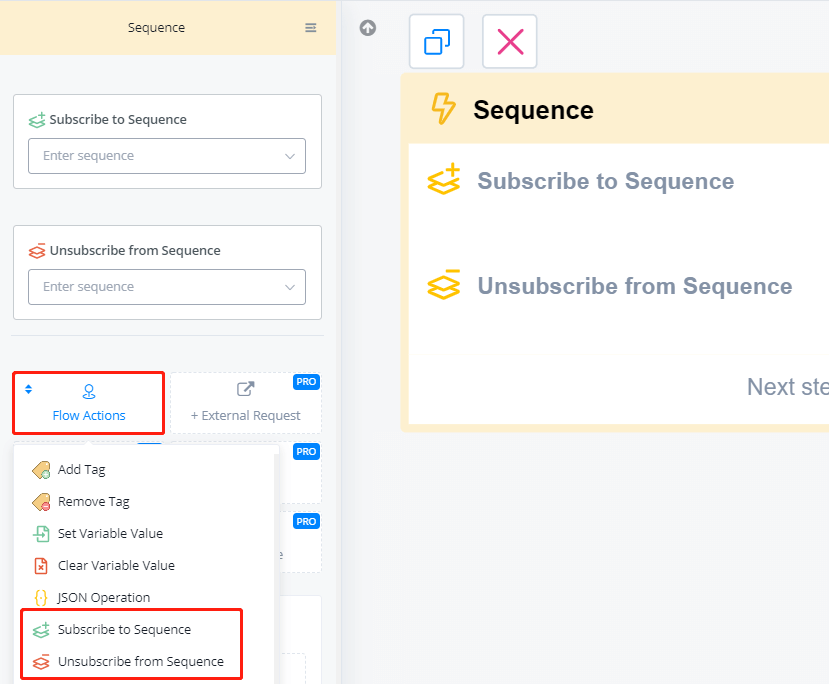 Sequence
Subscribe to Sequence
Enter sequence
Unsubscribe from Sequence
Enter sequence
Flow Actions
PRO
+ External Request
PRO
PRO
Add Tag
Remove Tag
Set Variable Value
Clear Variable Value
JSON Operation
Subscribe to Sequence
Unsubscribe from Sequence
Sequence
Subscribe to Sequence
Unsubscribe from Sequence
Next ste